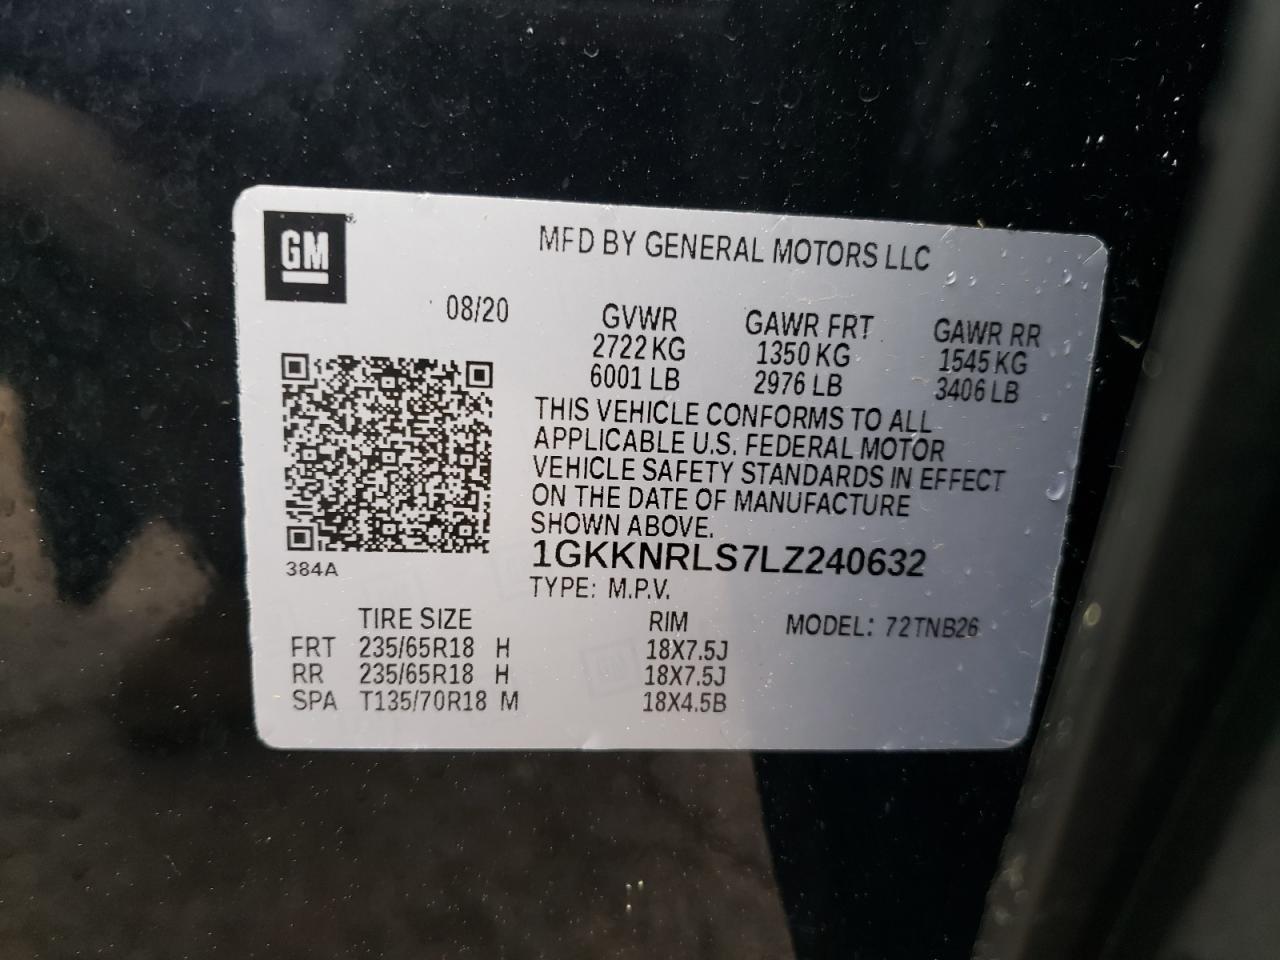 GM
MFD BY GENERAL MOTORS LLC
08/20
GVWR GAWR FRT GAWR RR
2722 KG 1350 KG 1545 KG
6001 LB 2976 LB 3406 LB
THIS VEHICLE CONFORMS TO ALL
APPLICABLE U.S. FEDERAL MOTOR
VEHICLE SAFETY STANDARDS IN EFFECT
ON THE DATE OF MANUFACTURE
SHOWN ABOVE.
1GKKNRLS7LZ240632
384A
TYPE: M.P.V.
TIRE SIZE RIM MODEL: 72TNB26
FRT 235/65R18 H 18X7.5J
RR 235/65R18 H 18X7.5J
SPA T135/70R18 M 18X4.5B